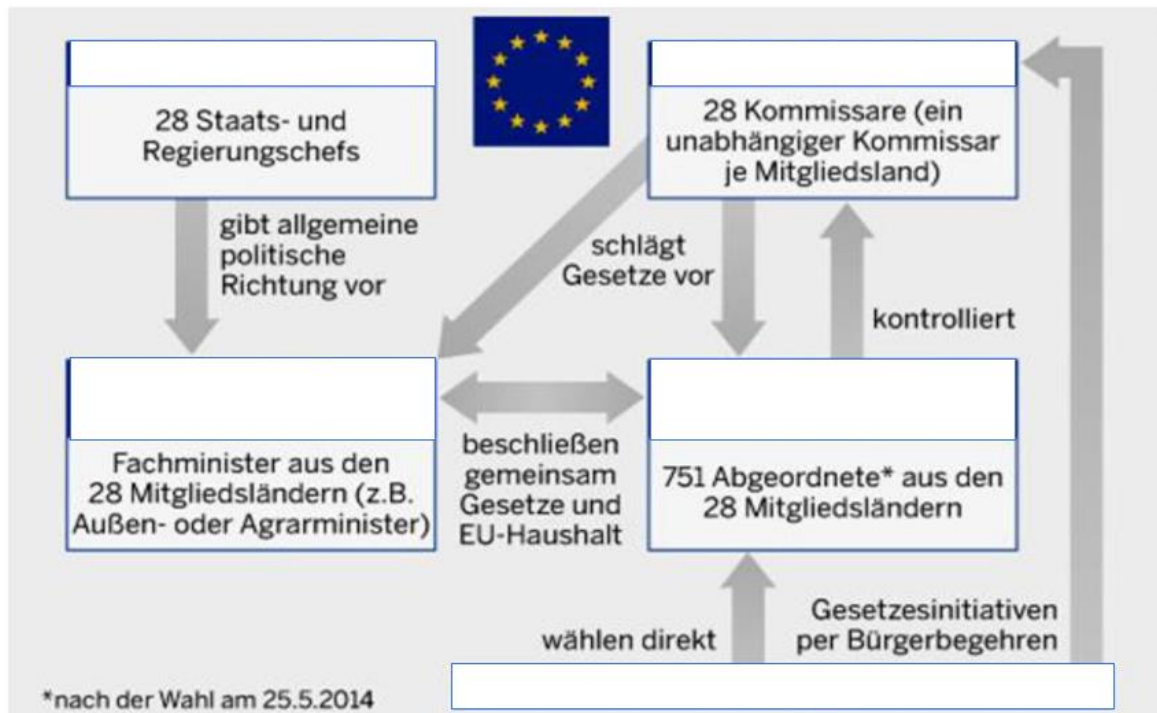 28 Staats- und
Regierungschefs
28 Kommissare (ein
unabhängiger Kommissar
je Mitgliedsland)
gibt allgemeine
politische
Richtung vor
schlägt
Gesetze vor
kontrolliert
Fachminister aus den
28 Mitgliedsländern (z.B.
Außen- oder Agrarminister)
beschließen
gemeinsam
Gesetze und
EU-Haushalt
751 Abgeordnete* aus den
28 Mitgliedsländern
wählen direkt
Gesetzesinitiativen
per Bürgerbegehren
*nach der Wahl am 25.5.2014